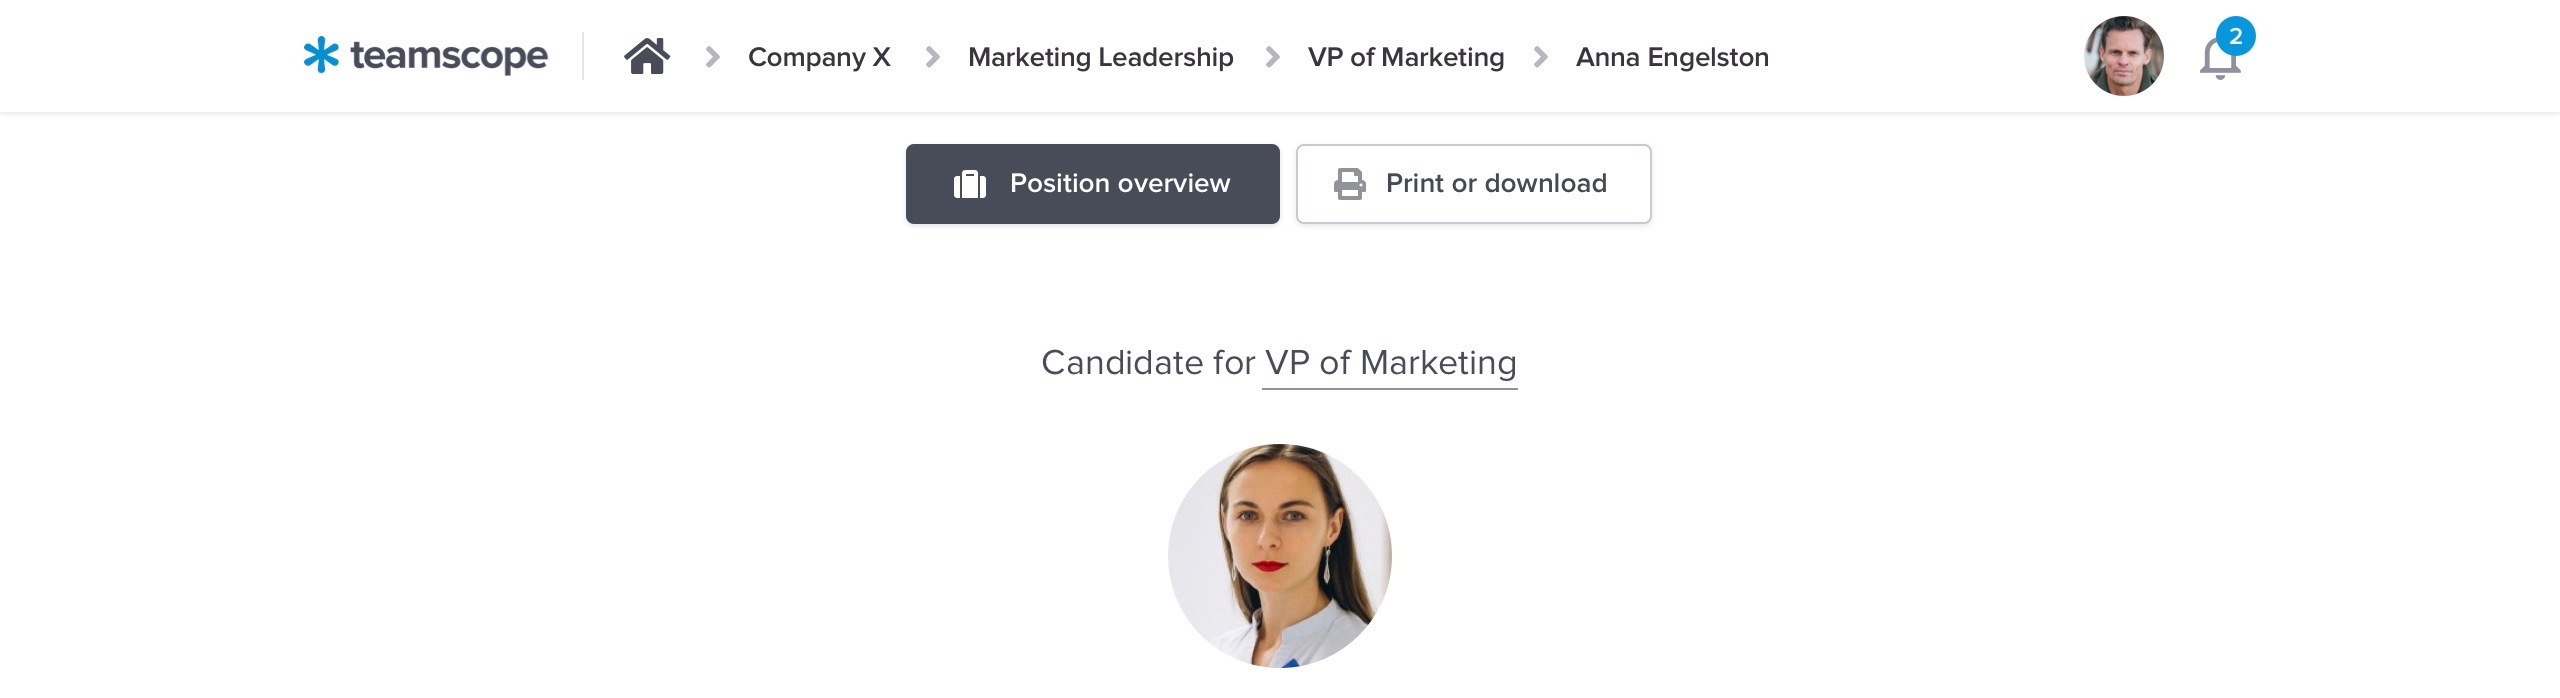 teamscope Company X Marketing Leadership VP of Marketing Anna Engelston 2
Position overview Print or download
Candidate for VP of Marketing